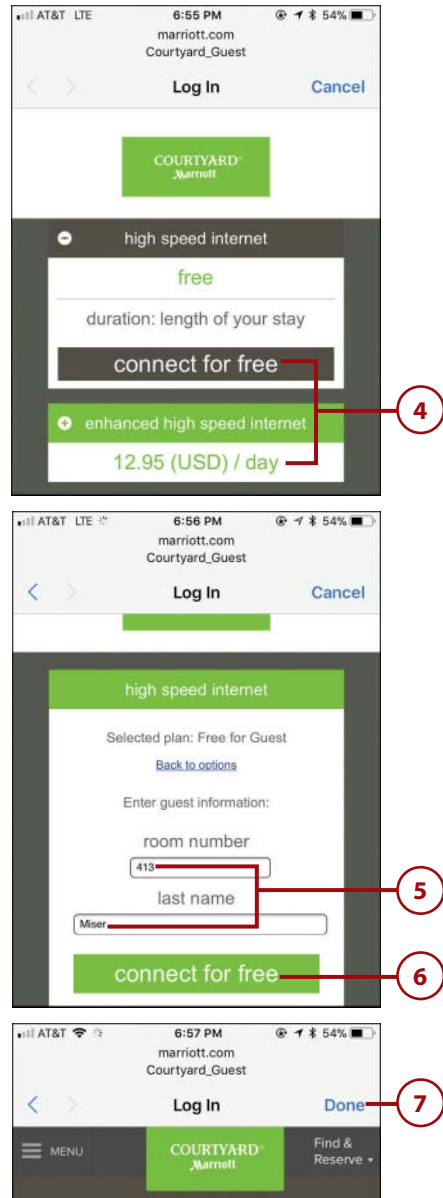 AT&T LTE 6:55 PM 54%
marriott.com
Courtyard_Guest
Log In Cancel
COURTYARD®
Marriott
high speed internet
free
duration: length of your stay
connect for free
4
enhanced high speed internet
12.95 (USD) / day
AT&T LTE 6:56 PM 54%
marriott.com
Courtyard_Guest
Log In Cancel
high speed internet
Selected plan: Free for Guest
Back to options
Enter guest information:
room number
413
5
last name
Miser
connect for free
6
AT&T 6:57 PM 54%
marriott.com
Courtyard_Guest
Log In Done
7
MENU
COURTYARD®
Marriott
Find &
Reserve